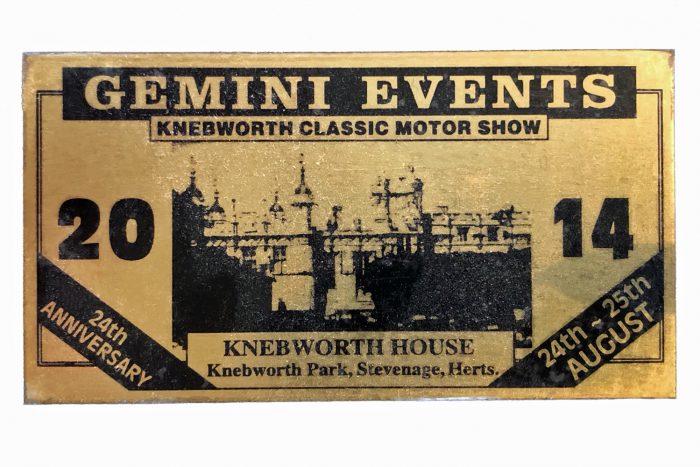 GEMINI EVENTS
KNEBWORTH CLASSIC MOTOR SHOW
20 14
24th
ANNIVERSARY
24th - 25th
AUGUST
KNEBWORTH HOUSE
Knebworth Park, Stevenage, Herts.